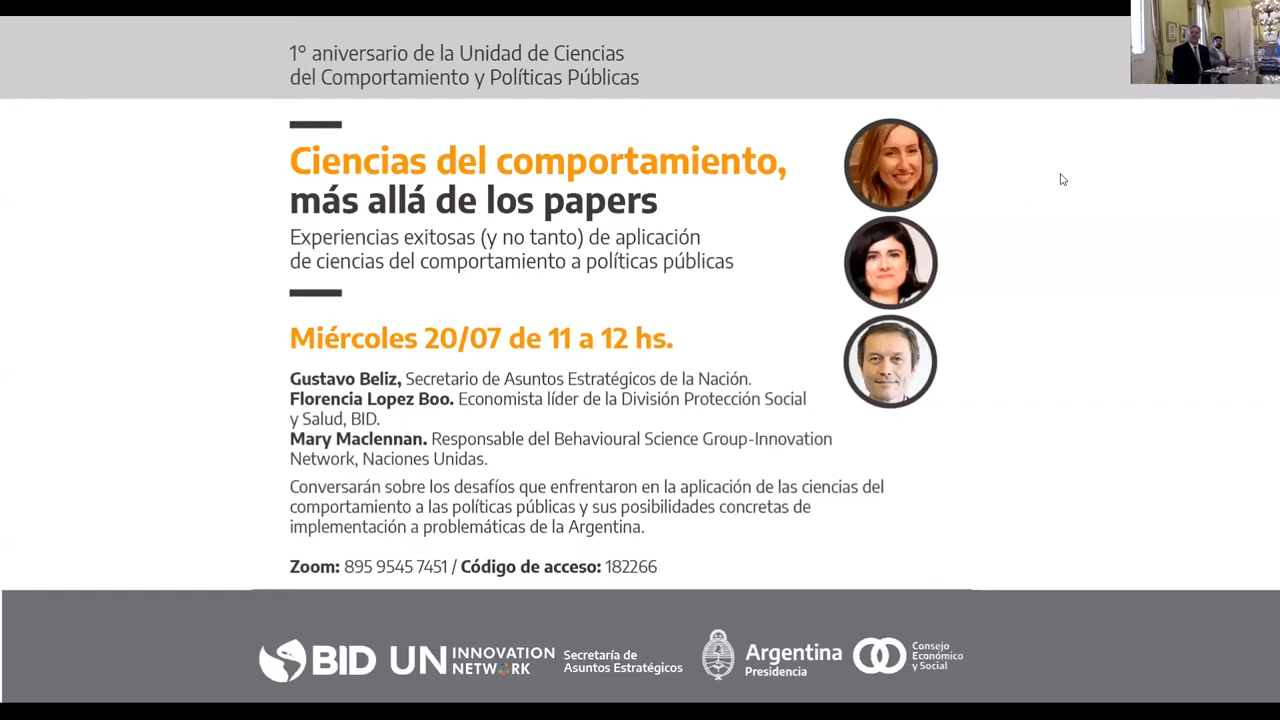 1° aniversario de la Unidad de Ciencias
del Comportamiento y Políticas Públicas
Ciencias del comportamiento,
más allá de los papers
Experiencias exitosas (y no tanto) de aplicación
de ciencias del comportamiento a políticas públicas
Miércoles 20/07 de 11 a 12 hs.
Gustavo Beliz, Secretario de Asuntos Estratégicos de la Nación.
Florencia Lopez Boo. Economista líder de la División Protección Social
y Salud, BID.
Mary Maclennan. Responsable del Behavioural Science Group-Innovation
Network, Naciones Unidas.
Conversarán sobre los desafíos que enfrentaron en la aplicación de las ciencias del
comportamiento a las políticas públicas y sus posibilidades concretas de
implementación a problemáticas de la Argentina.
Zoom: 895 9545 7451 / Código de acceso: 182266
BID
UN INNOVATION
NETWORK
Secretaría de
Asuntos Estratégicos
Argentina
Presidencia
Consejo
Económico
y Social